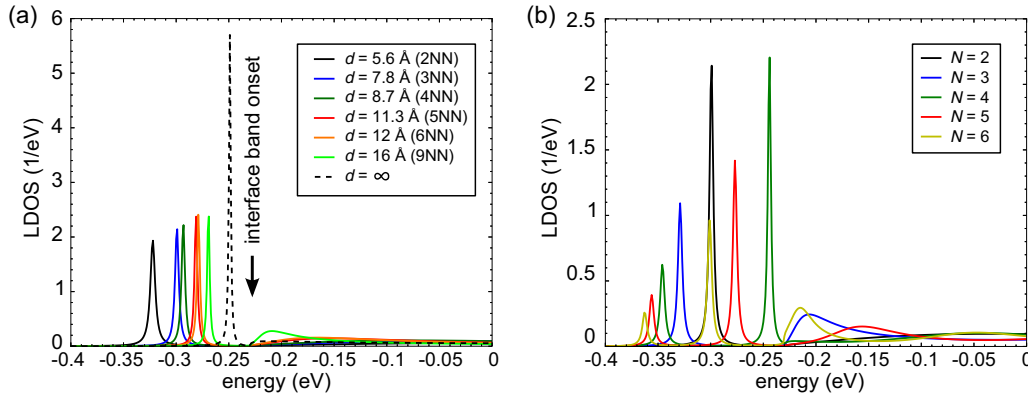 (a)
LDOS (1/eV)
6
5
4
3
2
1
0
-0.4
-0.35
-0.3
-0.25
-0.2
-0.15
-0.1
-0.05
0
energy (eV)
interface band onset
d = 5.6 Å (2NN)
d = 7.8 Å (3NN)
d = 8.7 Å (4NN)
d = 11.3 Å (5NN)
d = 12 Å (6NN)
d = 16 Å (9NN)
d = ∞
(b)
LDOS (1/eV)
2.5
2
1.5
1
0.5
0
-0.4
-0.35
-0.3
-0.25
-0.2
-0.15
-0.1
-0.05
0
energy (eV)
N = 2
N = 3
N = 4
N = 5
N = 6